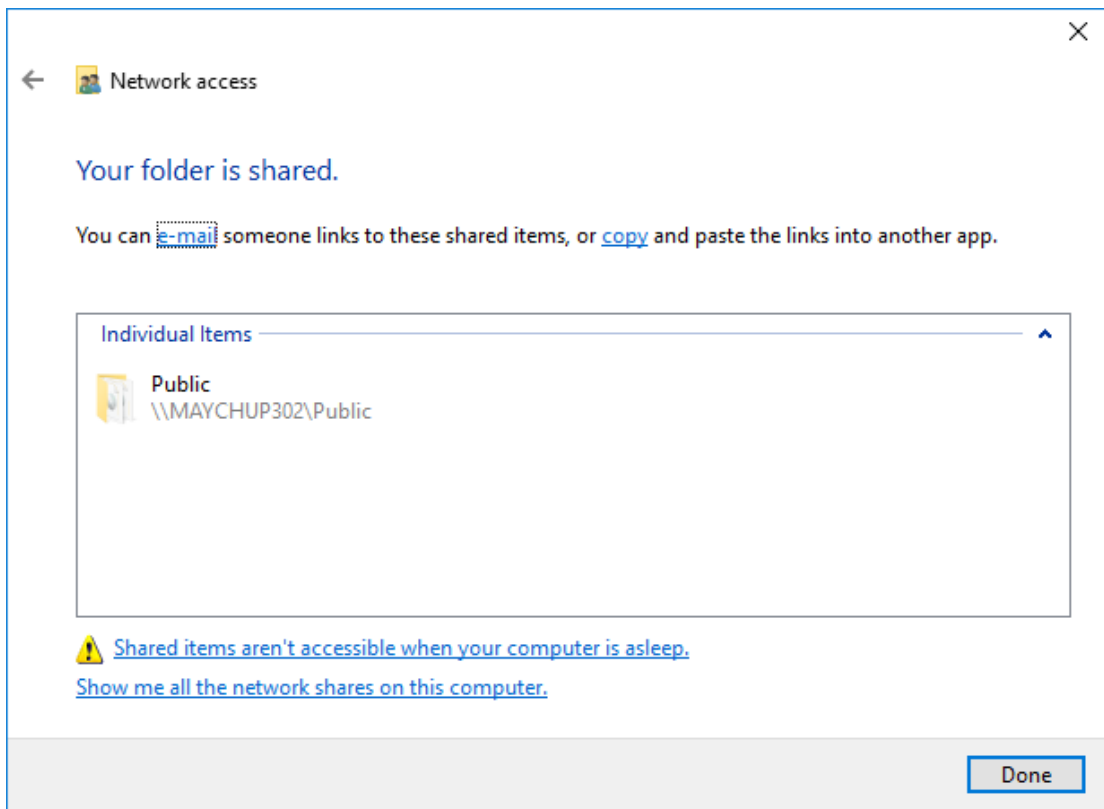 Network access
Your folder is shared.
You can e-mail someone links to these shared items, or copy and paste the links into another app.
Individual Items
Public
\\MAYCHUP302\Public
Shared items aren't accessible when your computer is asleep.
Show me all the network shares on this computer.
Done